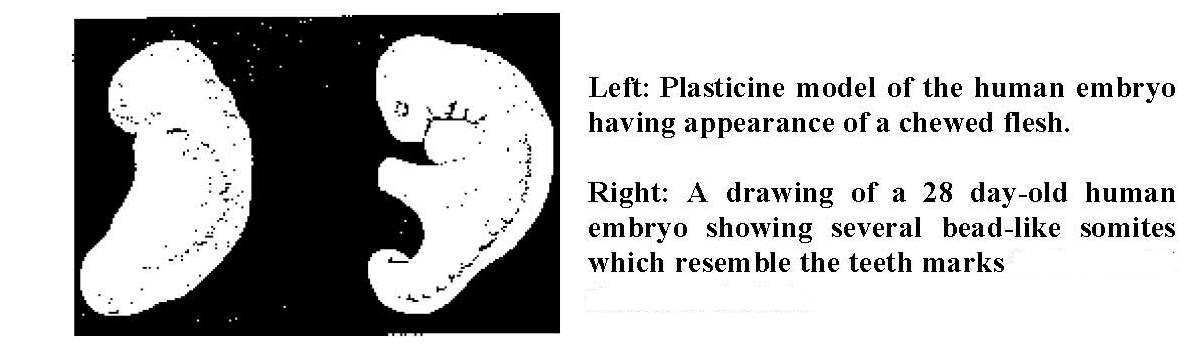 Left: Plasticine model of the human embryo
having appearance of a chewed flesh.
Right: A drawing of a 28 day-old human
embryo showing several bead-like somites
which resemble the teeth marks